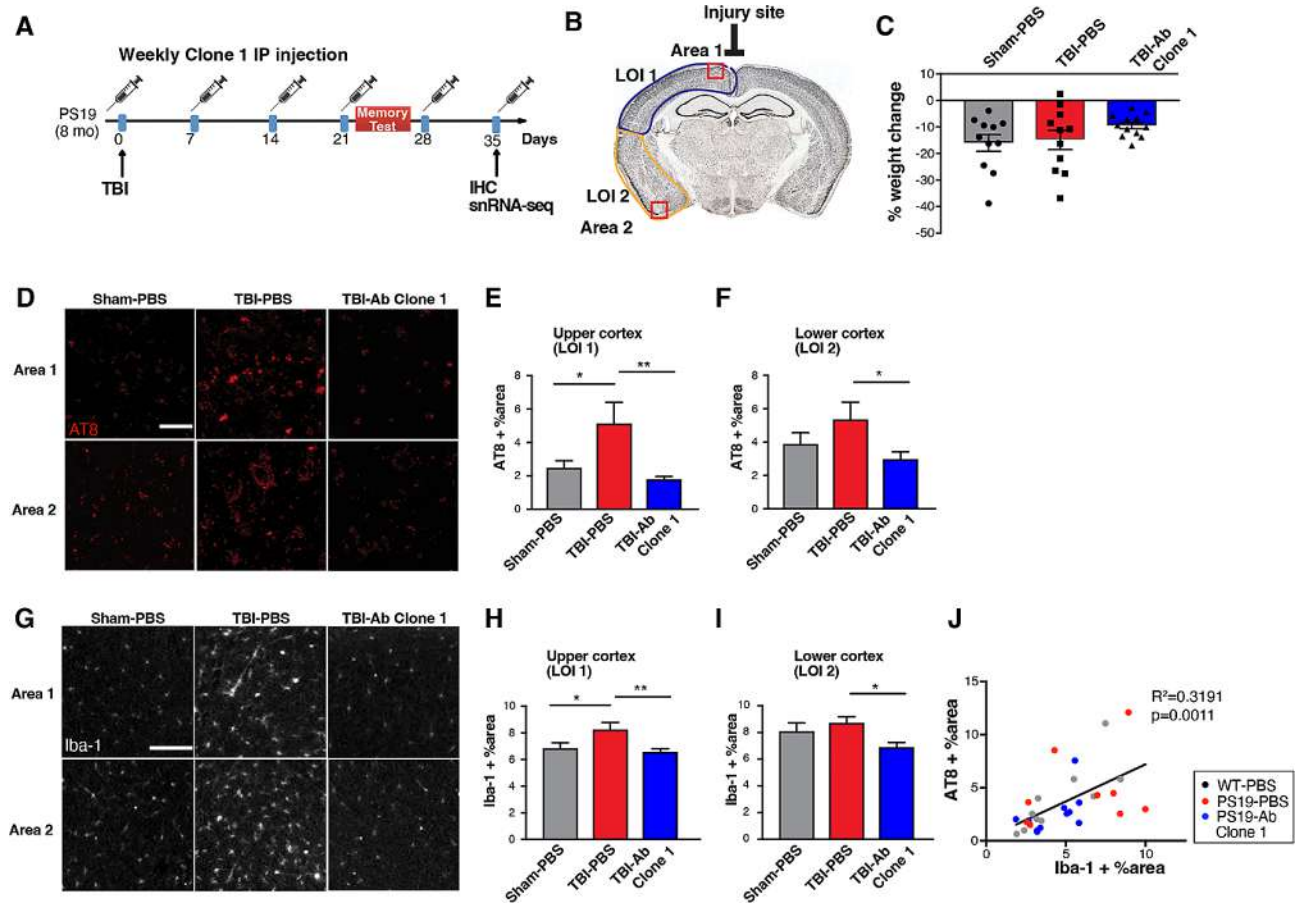 A
Weekly Clone 1 IP injection
PS19
(8 mo)
Memory
Test
0
7
14
21
28
35
Days
TBI
IHC
snRNA-seq
B
Injury site
Area 1
LOI 1
LOI 2
Area 2
C
Sham-PBS
TBI-PBS
TBI-Ab
Clone 1
% weight change
10
0
-10
-20
-30
-40
-50
D
Sham-PBS
TBI-PBS
TBI-Ab Clone 1
Area 1
AT8
Area 2
E
Upper cortex
(LOI 1)
AT8 + %area
8
6
4
2
0
*
**
Sham-PBS
TBI-PBS
TBI-Ab
Clone 1
F
Lower cortex
(LOI 2)
AT8 + %area
8
6
4
2
0
*
Sham-PBS
TBI-PBS
TBI-Ab
Clone 1
G
Sham-PBS
TBI-PBS
TBI-Ab Clone 1
Area 1
Iba-1
Area 2
H
Upper cortex
(LOI 1)
Iba-1 + %area
10
8
6
4
2
0
*
**
Sham-PBS
TBI-PBS
TBI-Ab
Clone 1
I
Lower cortex
(LOI 2)
Iba-1 + %area
10
8
6
4
2
0
*
Sham-PBS
TBI-PBS
TBI-Ab
Clone 1
J
AT8 + %area
15
10
5
0
R²=0.3191
p=0.0011
0
5
10
Iba-1 + %area
WT-PBS
PS19-PBS
PS19-Ab
Clone 1